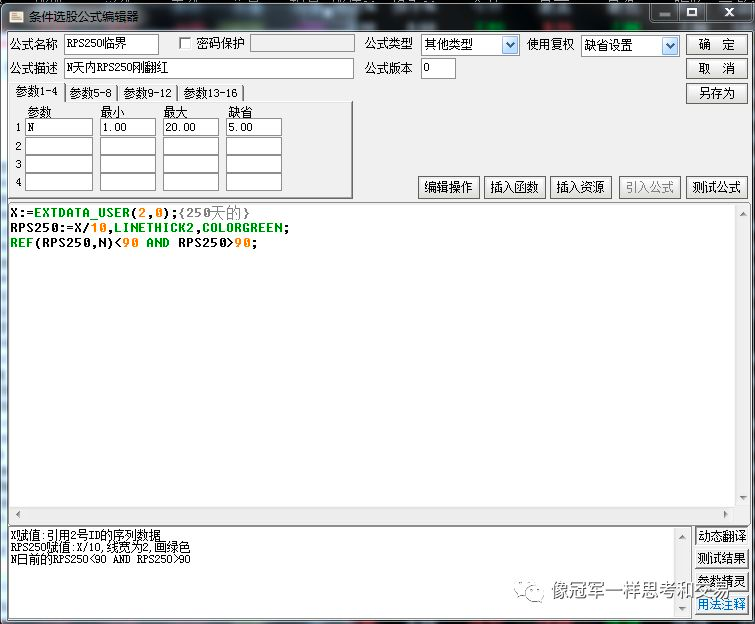 条件选股公式编辑器
公式名称 RPS250临界 密码保护 公式类型 其他类型 使用复权 缺省设置 确 定
公式描述 N天内RPS250刚翻红 公式版本 0 取 消
另存为
参数1-4 参数5-8 参数9-12 参数13-16
参数 最小 最大 缺省
1 N 1.00 20.00 5.00
2
3
4
编辑操作 插入函数 插入资源 引入公式 测试公式
X:=EXTDATA_USER(2,0);{250天的}
RPS250:=X/10,LINETHICK2,COLORGREEN;
REF(RPS250,N)<90 AND RPS250>90;
X赋值:引用2号ID的序列数据
RPS250赋值:X/10,线宽为2,画绿色
N日前的RPS250<90 AND RPS250>90
动态翻译
测试结果
参数精灵
用法注释
像冠军一样思考和交易